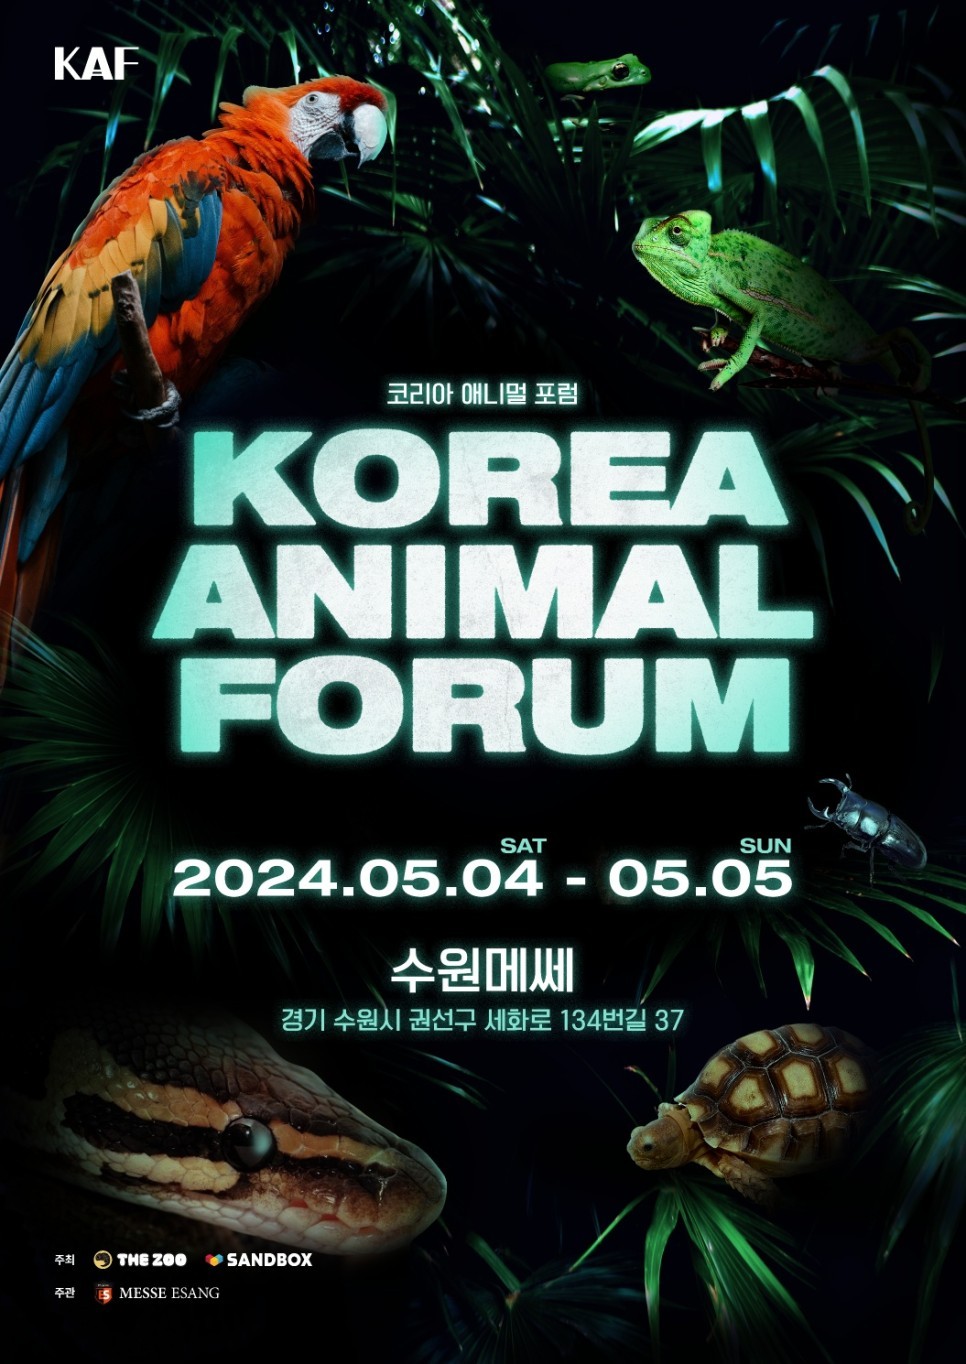 KAF
코리아 애니멀 포럼
KOREA
ANIMAL
FORUM
SAT SUN
2024.05.04 - 05.05
수원메쎄
경기 수원시 권선구 세화로 134번길 37
주최 THE ZOO SANDBOX
주관 ES MESSE ESANG